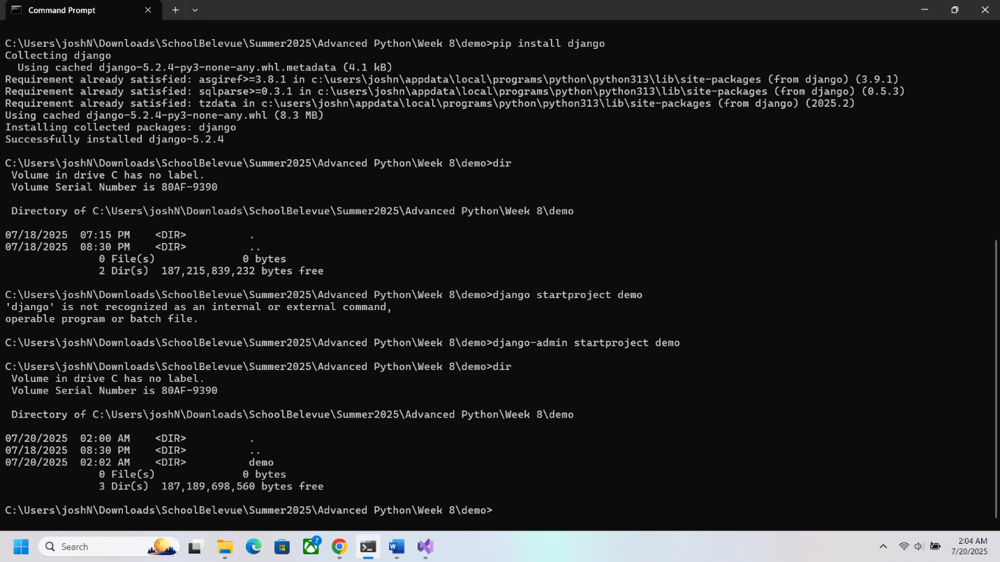 Command Prompt
C:\Users\joshN\Downloads\SchoolBelevue\Summer2025\Advanced Python\Week 8\demo>pip install django
Collecting django
  Using cached django-5.2.4-py3-none-any.whl.metadata (4.1 kB)
Requirement already satisfied: asgiref>=3.8.1 in c:\users\joshn\appdata\local\programs\python\python313\lib\site-packages (from django) (3.9.1)
Requirement already satisfied: sqlparse>=0.3.1 in c:\users\joshn\appdata\local\programs\python\python313\lib\site-packages (from django) (0.5.3)
Requirement already satisfied: tzdata in c:\users\joshn\appdata\local\programs\python\python313\lib\site-packages (from django) (2025.2)
Using cached django-5.2.4-py3-none-any.whl (8.3 MB)
Installing collected packages: django
Successfully installed django-5.2.4
C:\Users\joshN\Downloads\SchoolBelevue\Summer2025\Advanced Python\Week 8\demo>dir
 Volume in drive C has no label.
 Volume Serial Number is 80AF-9390
 Directory of C:\Users\joshN\Downloads\SchoolBelevue\Summer2025\Advanced Python\Week 8\demo
07/18/2025  07:15 PM    <DIR>          .
07/18/2025  08:30 PM    <DIR>          ..
               0 File(s)              0 bytes
               2 Dir(s)  187,215,839,232 bytes free
C:\Users\joshN\Downloads\SchoolBelevue\Summer2025\Advanced Python\Week 8\demo>django startproject demo
'django' is not recognized as an internal or external command,
operable program or batch file.
C:\Users\joshN\Downloads\SchoolBelevue\Summer2025\Advanced Python\Week 8\demo>django-admin startproject demo
C:\Users\joshN\Downloads\SchoolBelevue\Summer2025\Advanced Python\Week 8\demo>dir
 Volume in drive C has no label.
 Volume Serial Number is 80AF-9390
 Directory of C:\Users\joshN\Downloads\SchoolBelevue\Summer2025\Advanced Python\Week 8\demo
07/20/2025  02:00 AM    <DIR>          .
07/18/2025  08:30 PM    <DIR>          ..
07/20/2025  02:02 AM    <DIR>          demo
               0 File(s)              0 bytes
               3 Dir(s)  187,189,698,560 bytes free
C:\Users\joshN\Downloads\SchoolBelevue\Summer2025\Advanced Python\Week 8\demo>
Search
7
2:04 AM
7/20/2025